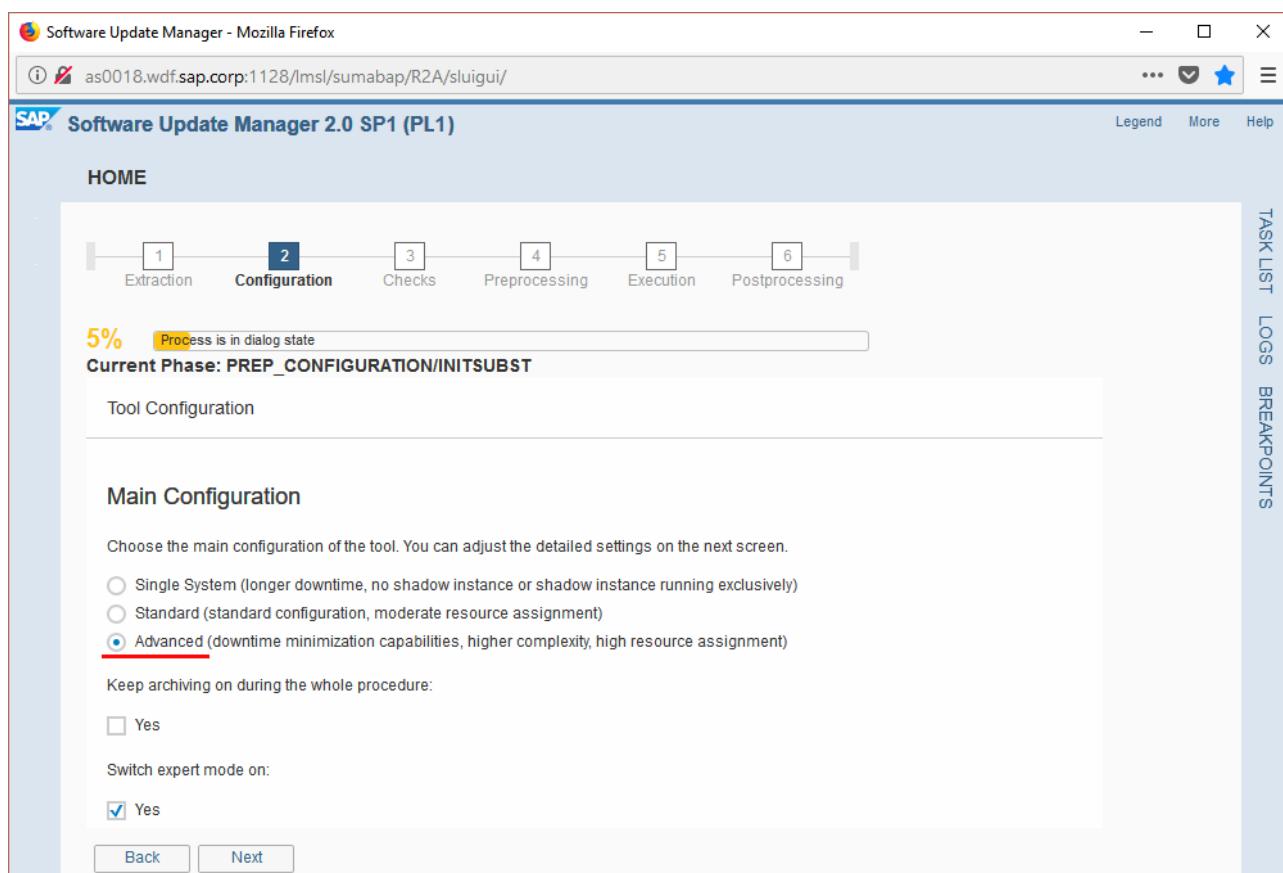 Software Update Manager - Mozilla Firefox
as0018.wdf.sap.corp:1128/lmsl/sumabap/R2A/sluigui/
SAP Software Update Manager 2.0 SP1 (PL1)
Legend More Help
HOME
1 2 3 4 5 6
Extraction Configuration Checks Preprocessing Execution Postprocessing
5% Process is in dialog state
Current Phase: PREP_CONFIGURATION/INITSUBST
Tool Configuration
Main Configuration
Choose the main configuration of the tool. You can adjust the detailed settings on the next screen.
Single System (longer downtime, no shadow instance or shadow instance running exclusively)
Standard (standard configuration, moderate resource assignment)
Advanced (downtime minimization capabilities, higher complexity, high resource assignment)
Keep archiving on during the whole procedure:
Yes
Switch expert mode on:
Yes
Back Next
TASK LIST
LOGS
BREAKPOINTS